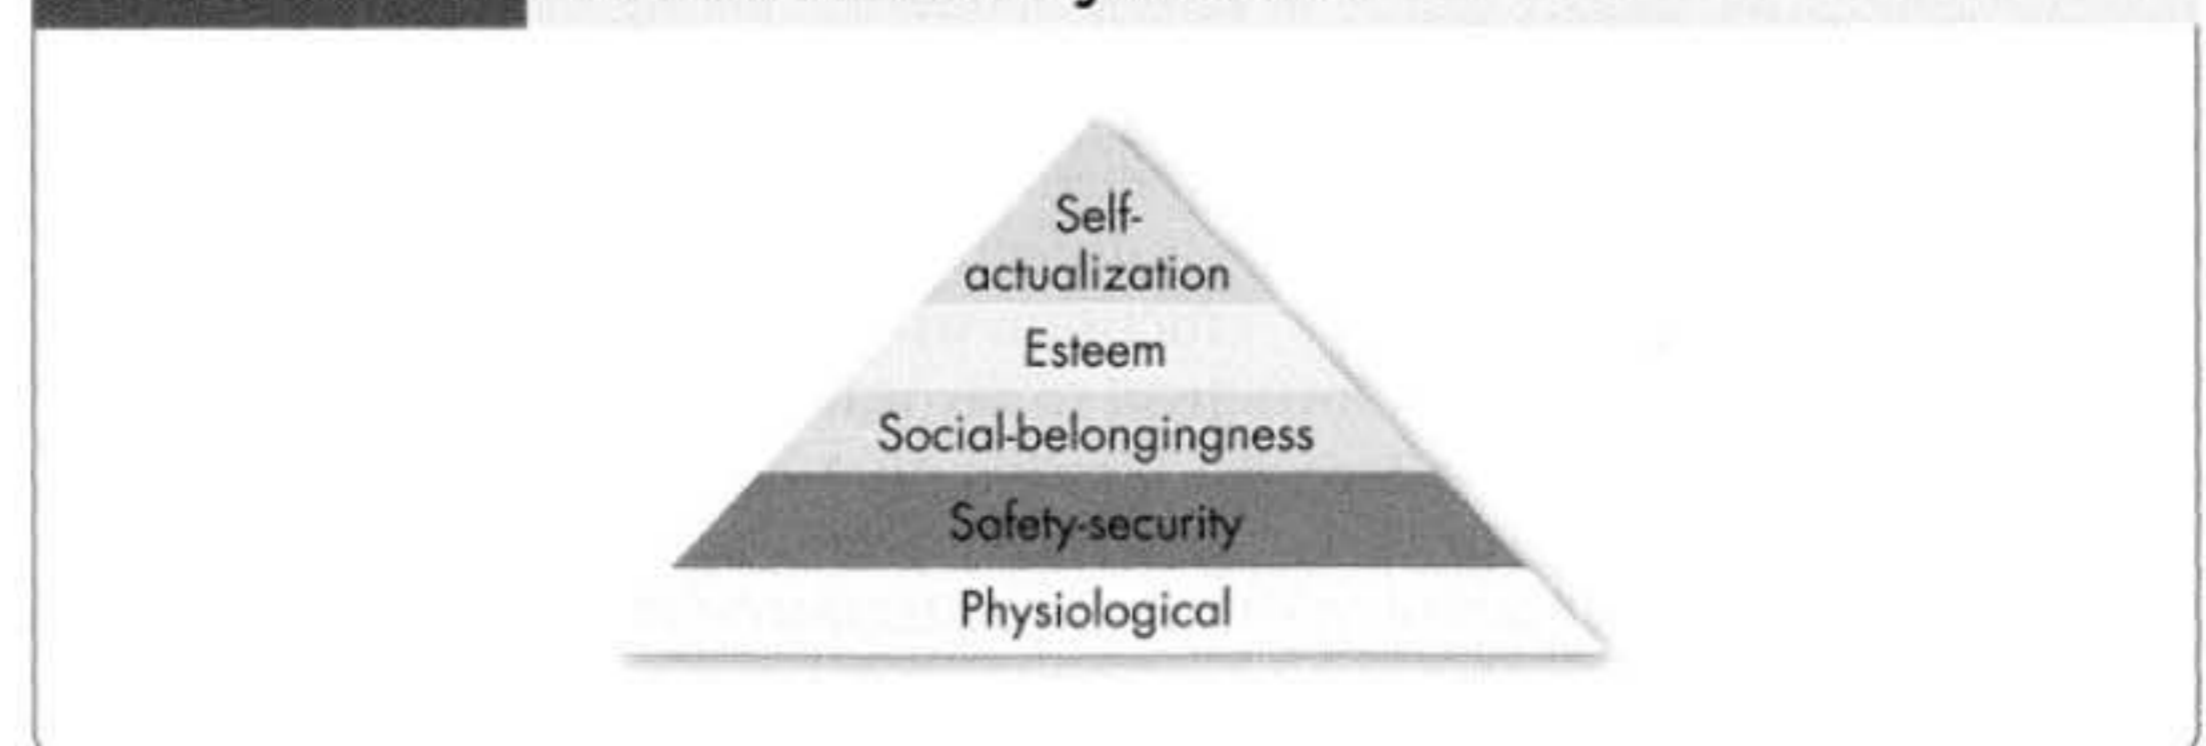 Self-
actualization
Esteem
Social-belongingness
Safety-security
Physiological